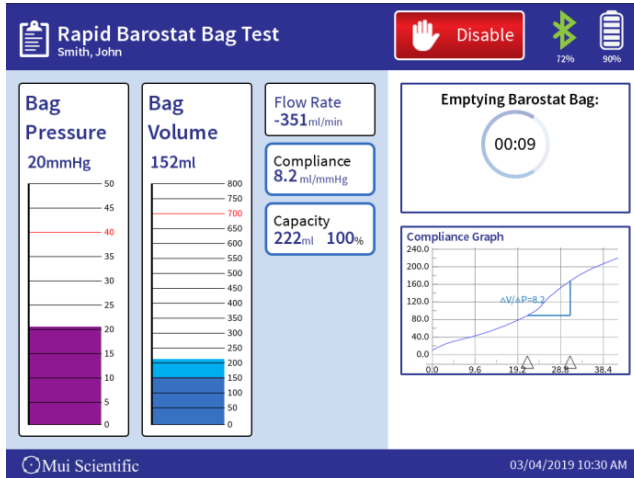 Rapid Barostat Bag Test
Smith, John
Disable
72%
90%
Bag
Pressure
20mmHg
50
45
40
35
30
25
20
15
10
5
0
Bag
Volume
152ml
800
750
700
650
600
550
500
450
400
350
300
250
200
150
100
50
0
Flow Rate
-351ml/min
Compliance
8.2 ml/mmHg
Capacity
222ml 100%
Emptying Barostat Bag:
00:09
Compliance Graph
240.0
200.0
160.0
120.0
80.0
40.0
0.0
△V/△P=8.2
0.0 9.6 19.2 28.8 38.4
Mui Scientific
03/04/2019 10:30 AM